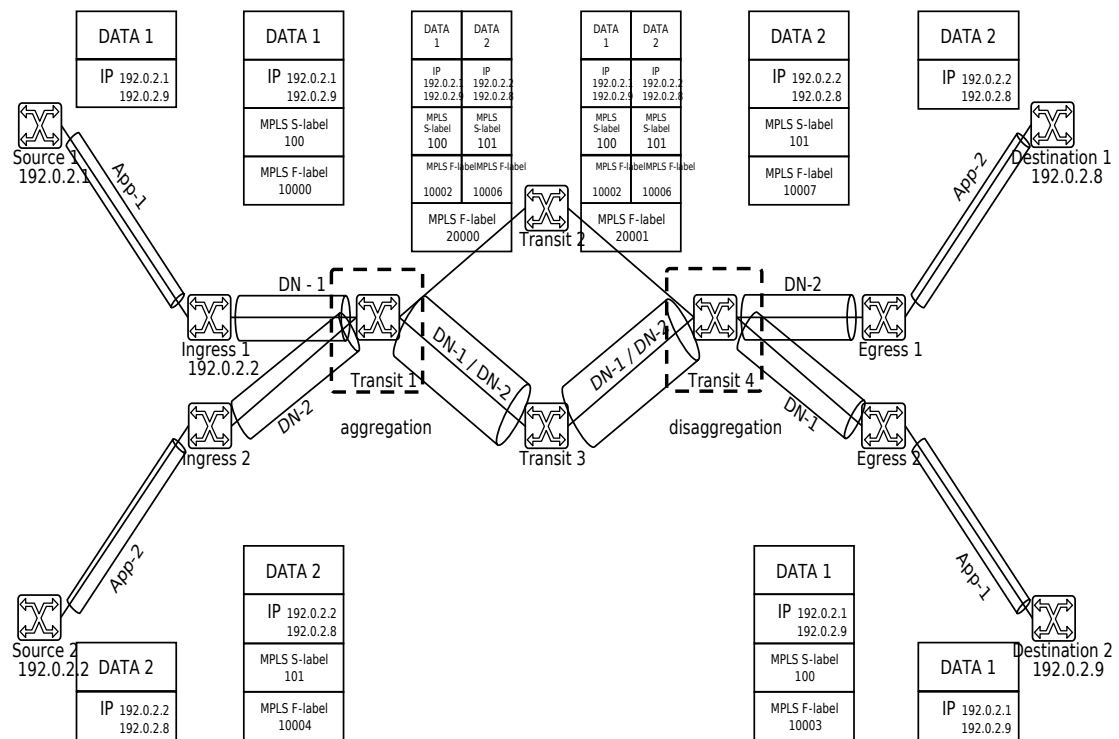 DATA 1
IP 192.0.2.1
192.0.2.9
DATA 1
IP 192.0.2.1
192.0.2.9
MPLS S-label
100
MPLS F-label
10000
DATA
1
DATA
2
IP
192.0.2.1
192.0.2.9
IP
192.0.2.2
192.0.2.8
MPLS
S-label
100
MPLS
S-label
101
MPLS F-label
10002
MPLS F-label
10006
MPLS F-label
20000
DATA
1
DATA
2
IP
192.0.2.1
192.0.2.9
IP
192.0.2.2
192.0.2.8
MPLS
S-label
100
MPLS
S-label
101
MPLS F-label
10002
MPLS F-label
10006
MPLS F-label
20001
DATA 2
IP 192.0.2.2
192.0.2.8
MPLS S-label
101
MPLS F-label
10007
DATA 2
IP 192.0.2.2
192.0.2.8
Source 1
192.0.2.1
App-1
Transit 2
App-2
Destination 1
192.0.2.8
DN - 1
DN-2
Ingress 1
192.0.2.2
Transit 1
DN-1 / DN-2
DN-1 / DN-2
Transit 4
Egress 1
DN-2
aggregation
disaggregation
DN-1
Ingress 2
Transit 3
Egress 2
App-2
App-1
Source 2
192.0.2.2
Destination 2
192.0.2.9
DATA 2
IP 192.0.2.2
192.0.2.8
DATA 2
IP 192.0.2.2
192.0.2.8
MPLS S-label
101
MPLS F-label
10004
DATA 1
IP 192.0.2.1
192.0.2.9
MPLS S-label
100
MPLS F-label
10003
DATA 1
IP 192.0.2.1
192.0.2.9